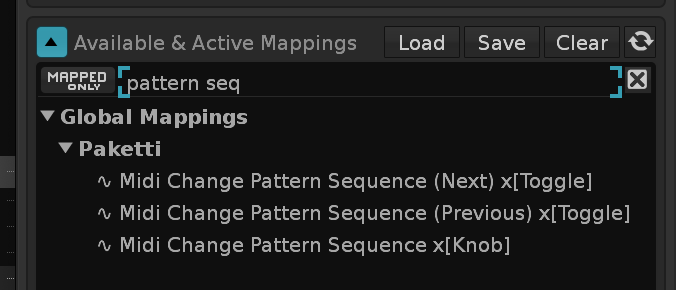 Available & Active Mappings Load Save Clear
MAPPED ONLY pattern seq
Global Mappings
Paketti
∿ Midi Change Pattern Sequence (Next) x[Toggle]
∿ Midi Change Pattern Sequence (Previous) x[Toggle]
∿ Midi Change Pattern Sequence x[Knob]